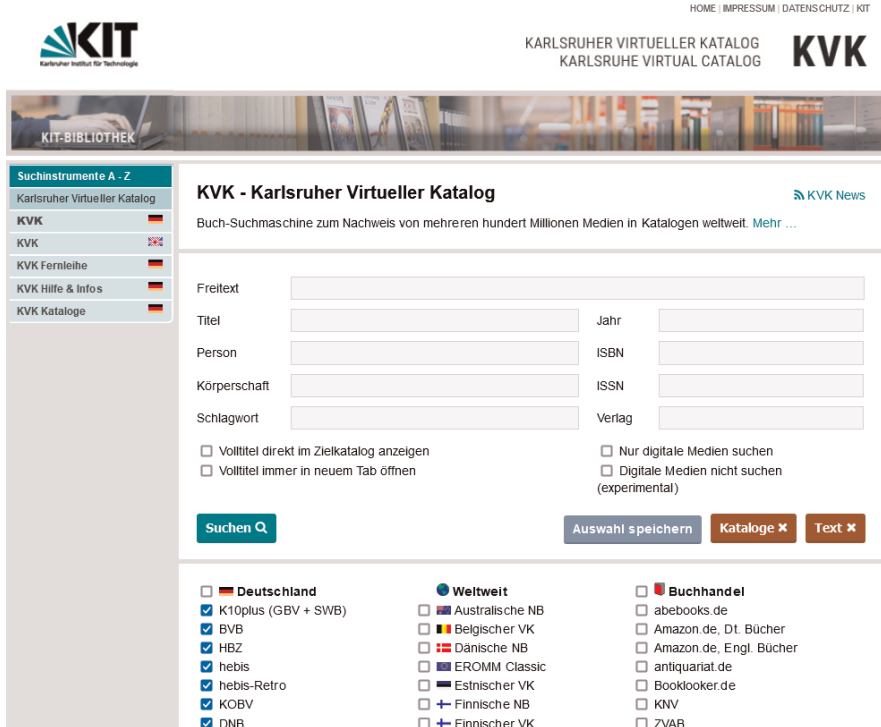 HOME | IMPRESSUM | DATENSCHUTZ | KIT
KIT
Karlsruher Institut für Technologie
KARLSRUHER VIRTUELLER KATALOG
KARLSRUHE VIRTUAL CATALOG
KVK
KIT-BIBLIOTHEK
Suchinstrumente A - Z
Karlsruher Virtueller Katalog
KVK
KVK
KVK Fernleihe
KVK Hilfe & Infos
KVK Kataloge
KVK - Karlsruher Virtueller Katalog
KVK News
Buch-Suchmaschine zum Nachweis von mehreren hundert Millionen Medien in Katalogen weltweit. Mehr ...
Freitext
Titel
Jahr
Person
ISBN
Körperschaft
ISSN
Schlagwort
Verlag
Volltitel direkt im Zielkatalog anzeigen
Nur digitale Medien suchen
Volltitel immer in neuem Tab öffnen
Digitale Medien nicht suchen
(experimental)
Suchen
Auswahl speichern
Kataloge ×
Text ×
Deutschland
Weltweit
Buchhandel
K10plus (GBV + SWB)
Australische NB
abebooks.de
BVB
Belgischer VK
Amazon.de, Dt. Bücher
HBZ
Dänische NB
Amazon.de, Engl. Bücher
hebis
EROMM Classic
antiquariat.de
hebis-Retro
Estnischer VK
Booklooker.de
KOBV
Finnische NB
KNV
DNB
Finnischer VK
ZVAB